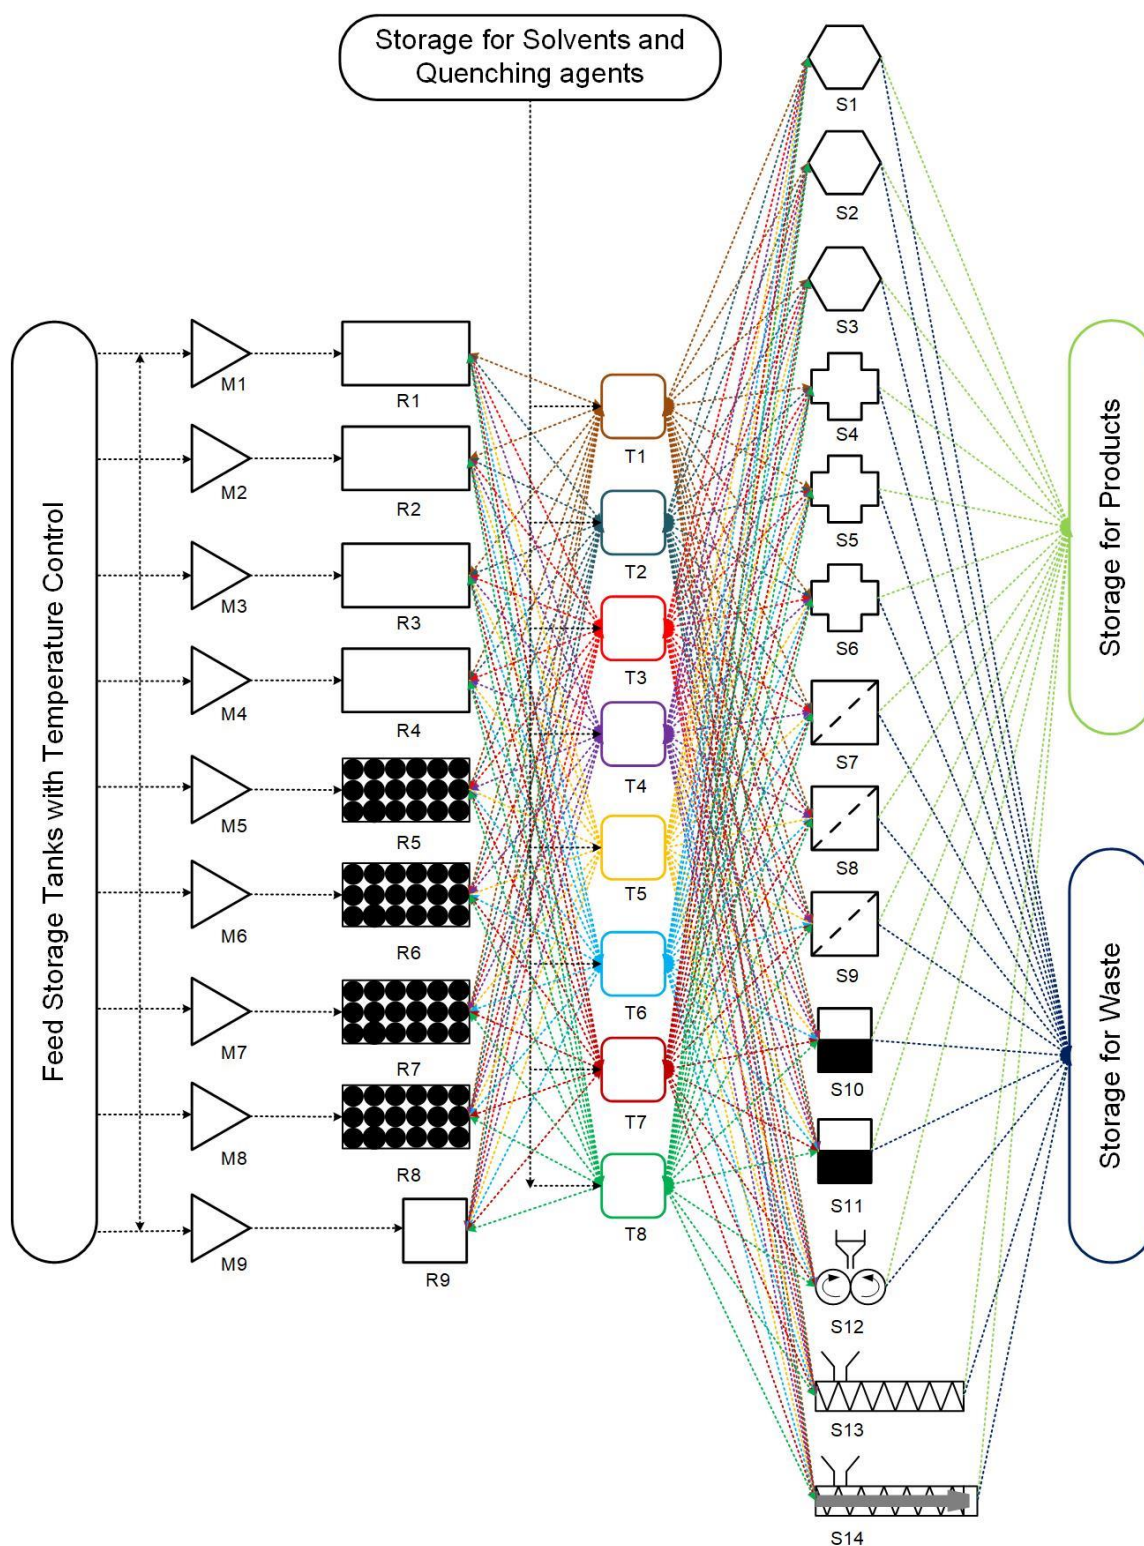 Storage for Solvents and
Quenching agents
Feed Storage Tanks with Temperature Control
M1
M2
M3
M4
M5
M6
M7
M8
M9
R1
R2
R3
R4
R5
R6
R7
R8
R9
T1
T2
T3
T4
T5
T6
T7
T8
S1
S2
S3
S4
S5
S6
S7
S8
S9
S10
S11
S12
S13
S14
Storage for Products
Storage for Waste